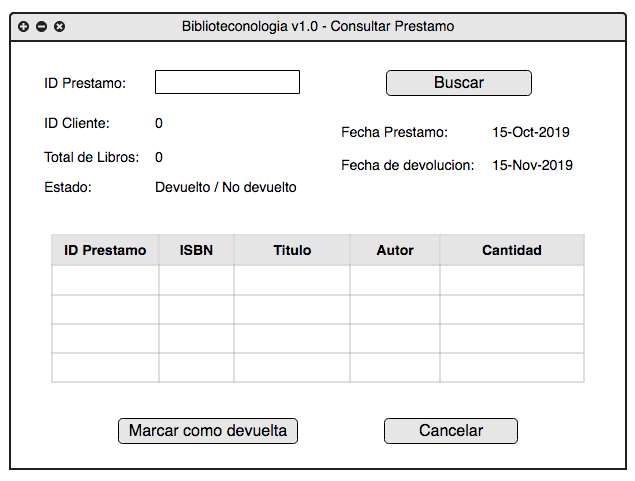 Biblioteconologia v1.0 - Consultar Prestamo
ID Prestamo:
Buscar
ID Cliente: 0
Fecha Prestamo: 15-Oct-2019
Total de Libros: 0
Fecha de devolucion: 15-Nov-2019
Estado: Devuelto / No devuelto
ID Prestamo ISBN Titulo Autor Cantidad
Marcar como devuelta Cancelar